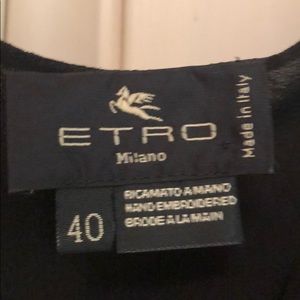 ETRO
Milano
Made in Italy
40
RICAMATO A MANO
HAND EMBROIDERED
BRODE A LA MAIN